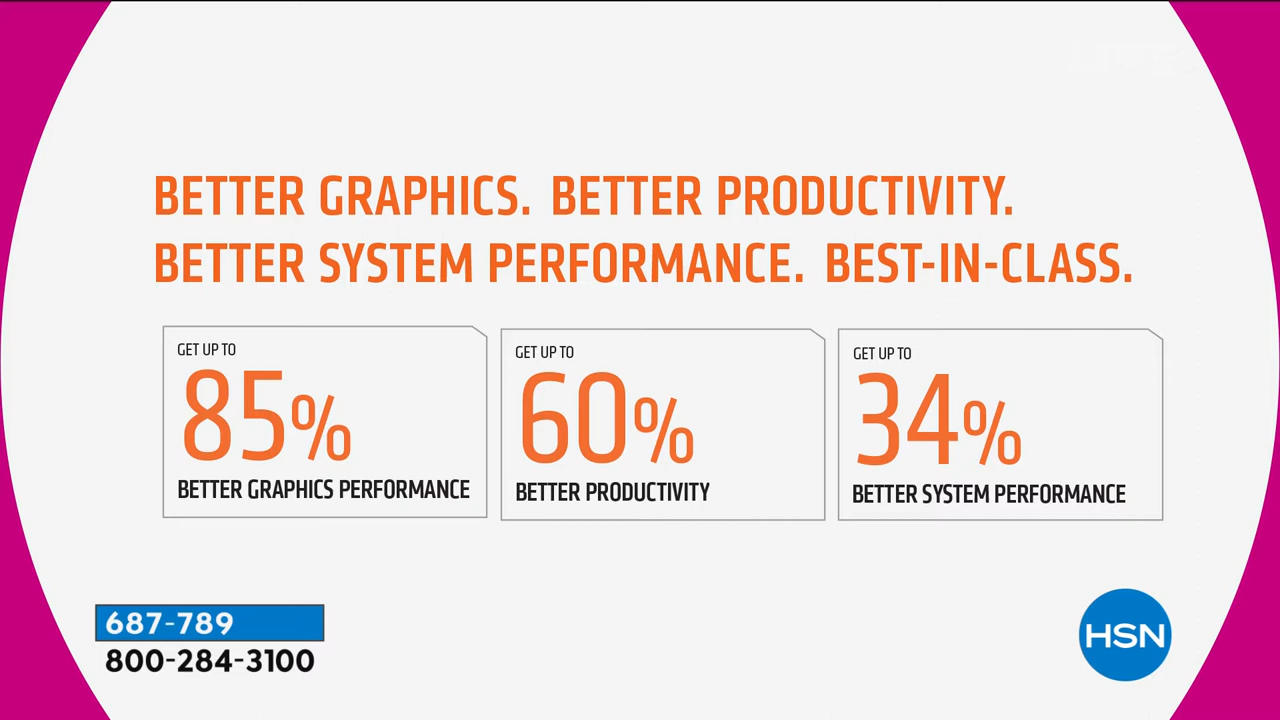 BETTER GRAPHICS. BETTER PRODUCTIVITY.
BETTER SYSTEM PERFORMANCE. BEST-IN-CLASS.
GET UP TO
85%
BETTER GRAPHICS PERFORMANCE
GET UP TO
60%
BETTER PRODUCTIVITY
GET UP TO
34%
BETTER SYSTEM PERFORMANCE
687-789
800-284-3100
HSN